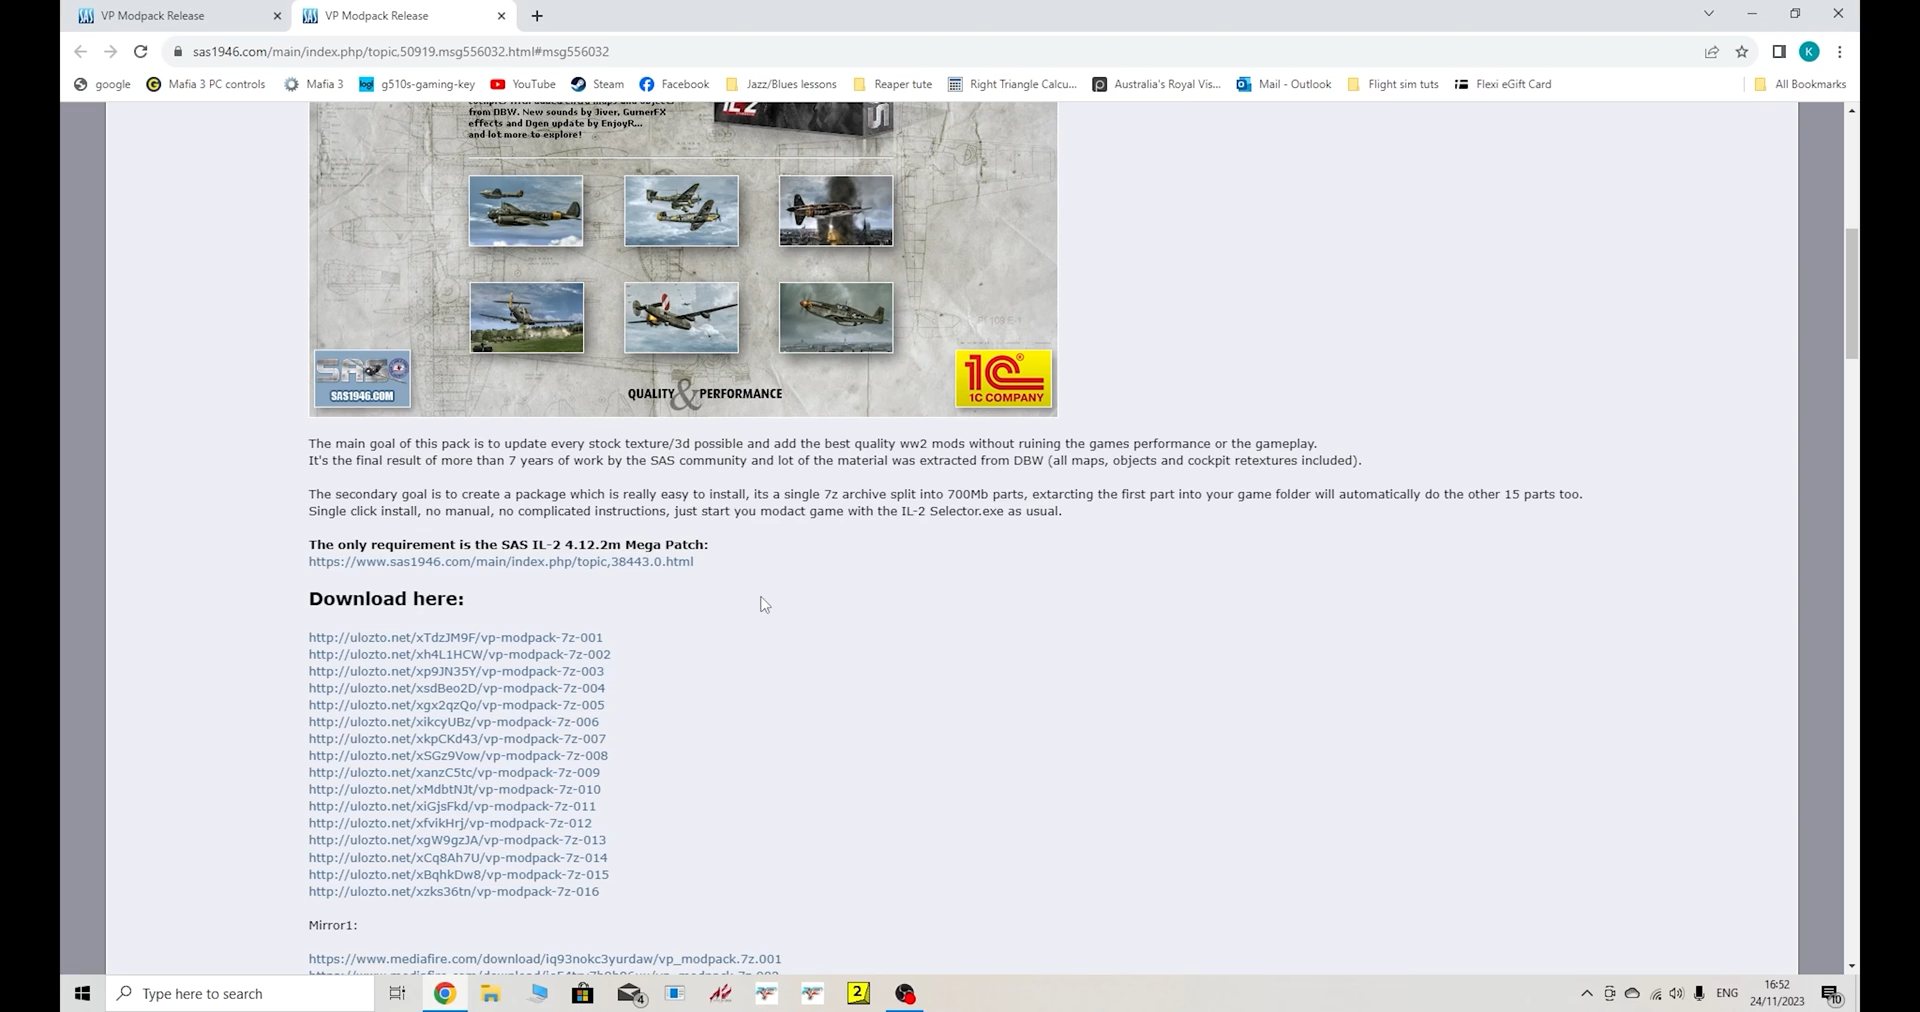 VP Modpack Release
VP Modpack Release
sas1946.com/main/index.php/topic,50919.msg556032.html#msg556032
K
google
Mafia 3 PC controls
Mafia 3
g510s-gaming-key
YouTube
Steam
Facebook
Jazz/Blues lessons
Reaper tute
Right Triangle Calcu...
Australia's Royal Vis...
Mail - Outlook
Flight sim tuts
Flexi eGift Card
All Bookmarks
from DBW. New sounds by Jiver, GurnerFX
effects and Dgen update by EnjoyR...
and lot more to explore!
IL-2
SAS
SAS1946.COM
QUALITY & PERFORMANCE
1C
1C COMPANY
The main goal of this pack is to update every stock texture/3d possible and add the best quality ww2 mods without ruining the games performance or the gameplay.
It's the final result of more than 7 years of work by the SAS community and lot of the material was extracted from DBW (all maps, objects and cockpit retextures included).
The secondary goal is to create a package which is really easy to install, its a single 7z archive split into 700Mb parts, extarcting the first part into your game folder will automatically do the other 15 parts too.
Single click install, no manual, no complicated instructions, just start you modact game with the IL-2 Selector.exe as usual.
The only requirement is the SAS IL-2 4.12.2m Mega Patch:
https://www.sas1946.com/main/index.php/topic,38443.0.html
Download here:
http://ulozto.net/xTdzJM9F/vp-modpack-7z-001
http://ulozto.net/xh4L1HCW/vp-modpack-7z-002
http://ulozto.net/xp9JN35Y/vp-modpack-7z-003
http://ulozto.net/xsdBeo2D/vp-modpack-7z-004
http://ulozto.net/xgx2qzQo/vp-modpack-7z-005
http://ulozto.net/xikcyUBz/vp-modpack-7z-006
http://ulozto.net/xkpCKd43/vp-modpack-7z-007
http://ulozto.net/xSGz9Vow/vp-modpack-7z-008
http://ulozto.net/xanzC5tc/vp-modpack-7z-009
http://ulozto.net/xMdbtNJt/vp-modpack-7z-010
http://ulozto.net/xiGjsFkd/vp-modpack-7z-011
http://ulozto.net/xfvikHrj/vp-modpack-7z-012
http://ulozto.net/xgW9gzJA/vp-modpack-7z-013
http://ulozto.net/xCq8Ah7U/vp-modpack-7z-014
http://ulozto.net/xBqhkDw8/vp-modpack-7z-015
http://ulozto.net/xzks36tn/vp-modpack-7z-016
Mirror1:
https://www.mediafire.com/download/iq93nokc3yurdaw/vp_modpack.7z.001
Type here to search
4
2
ENG
16:52
24/11/2023
10